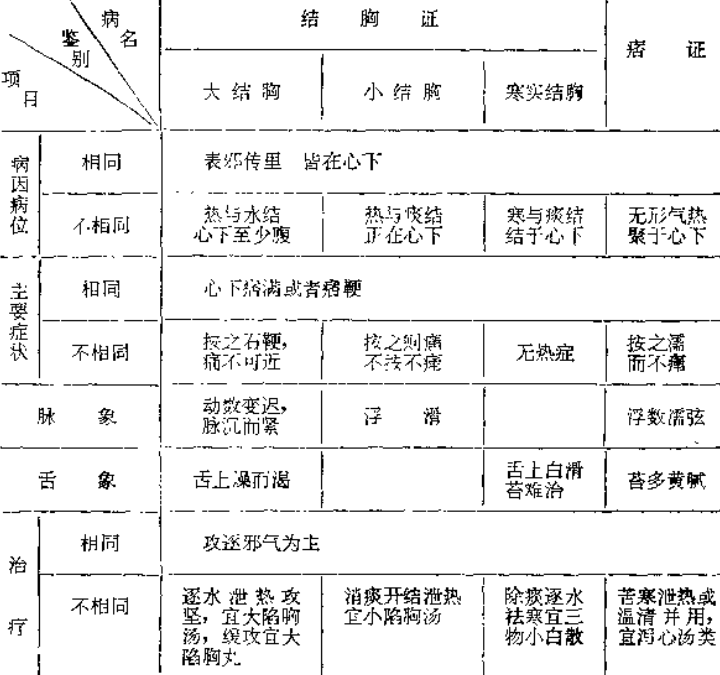 病名
鉴别
项目
结 胸 证
痞 证
大 结 胸
小 结 胸
寒实结胸
病因病位
相同
表邪传里 皆在心下
不相同
热与水结
心下至少腹
热与痰结
正在心下
寒与痰结
结于心下
无形气热
聚于心下
主要症状
相同
心下痞满或者痞鞕
不相同
按之石鞕，
痛不可近
按之则痛
不按不痛
无热症
按之濡
而不痛
脉 象
动数变迟，
脉沉而紧
浮 滑
浮数濡弦
舌 象
舌上燥而渴
舌上白滑
苔难治
苔多黄腻
治疗
相同
攻逐邪气为主
不相同
逐水泄热攻
坚，宜大陷胸
汤，缓攻宜大
陷胸丸
消痰开结泄热
宜小陷胸汤
除痰逐水
祛寒宜三
物小白散
苦寒泄热或
温清并用，
宜泻心汤类